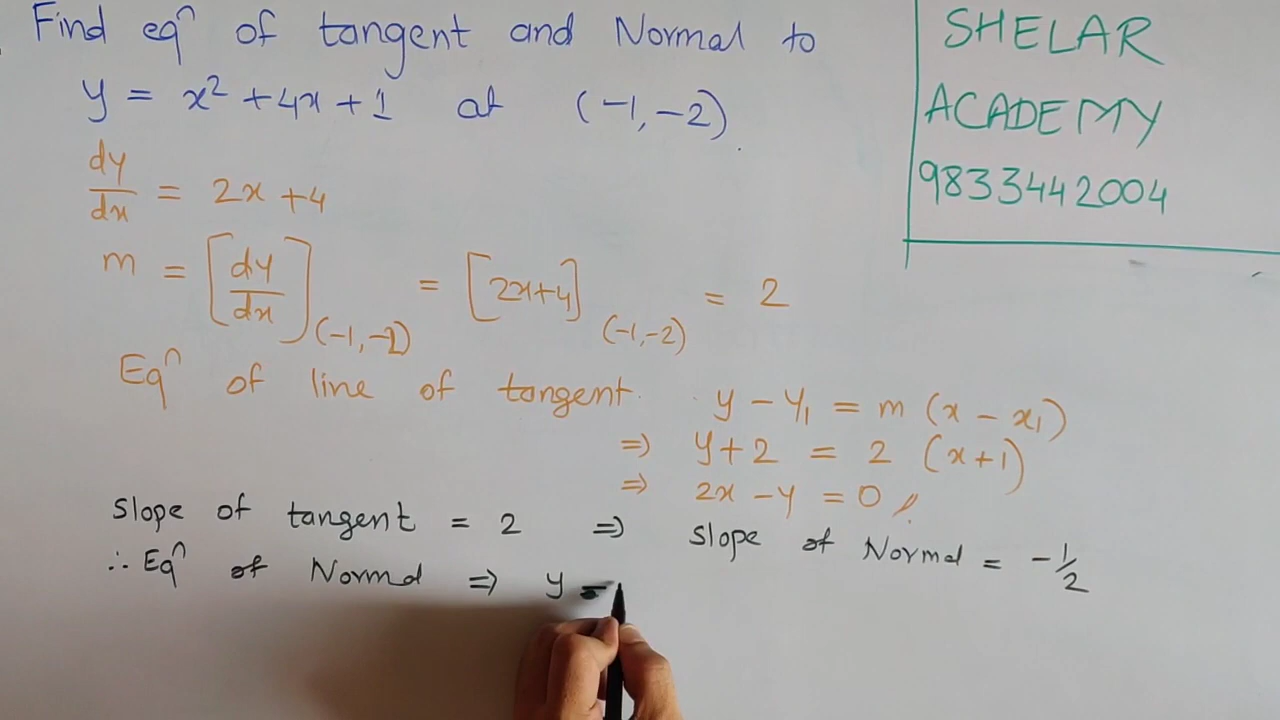 Find eqⁿ of tangent and Normal to
y = x² + 4x + 1 at (-1, -2).
dy/dx = 2x + 4
m = [dy/dx](-1, -2) = [2x+4](-1, -2) = 2
Eqⁿ of line of tangent. y - y₁ = m (x - x₁)
⇒ y + 2 = 2 (x+1)
⇒ 2x - y = 0
Slope of tangent = 2 ⇒ Slope of Normal = -1/2
∴ Eqⁿ of Normal ⇒ y -
SHELAR
ACADEMY
9833442004